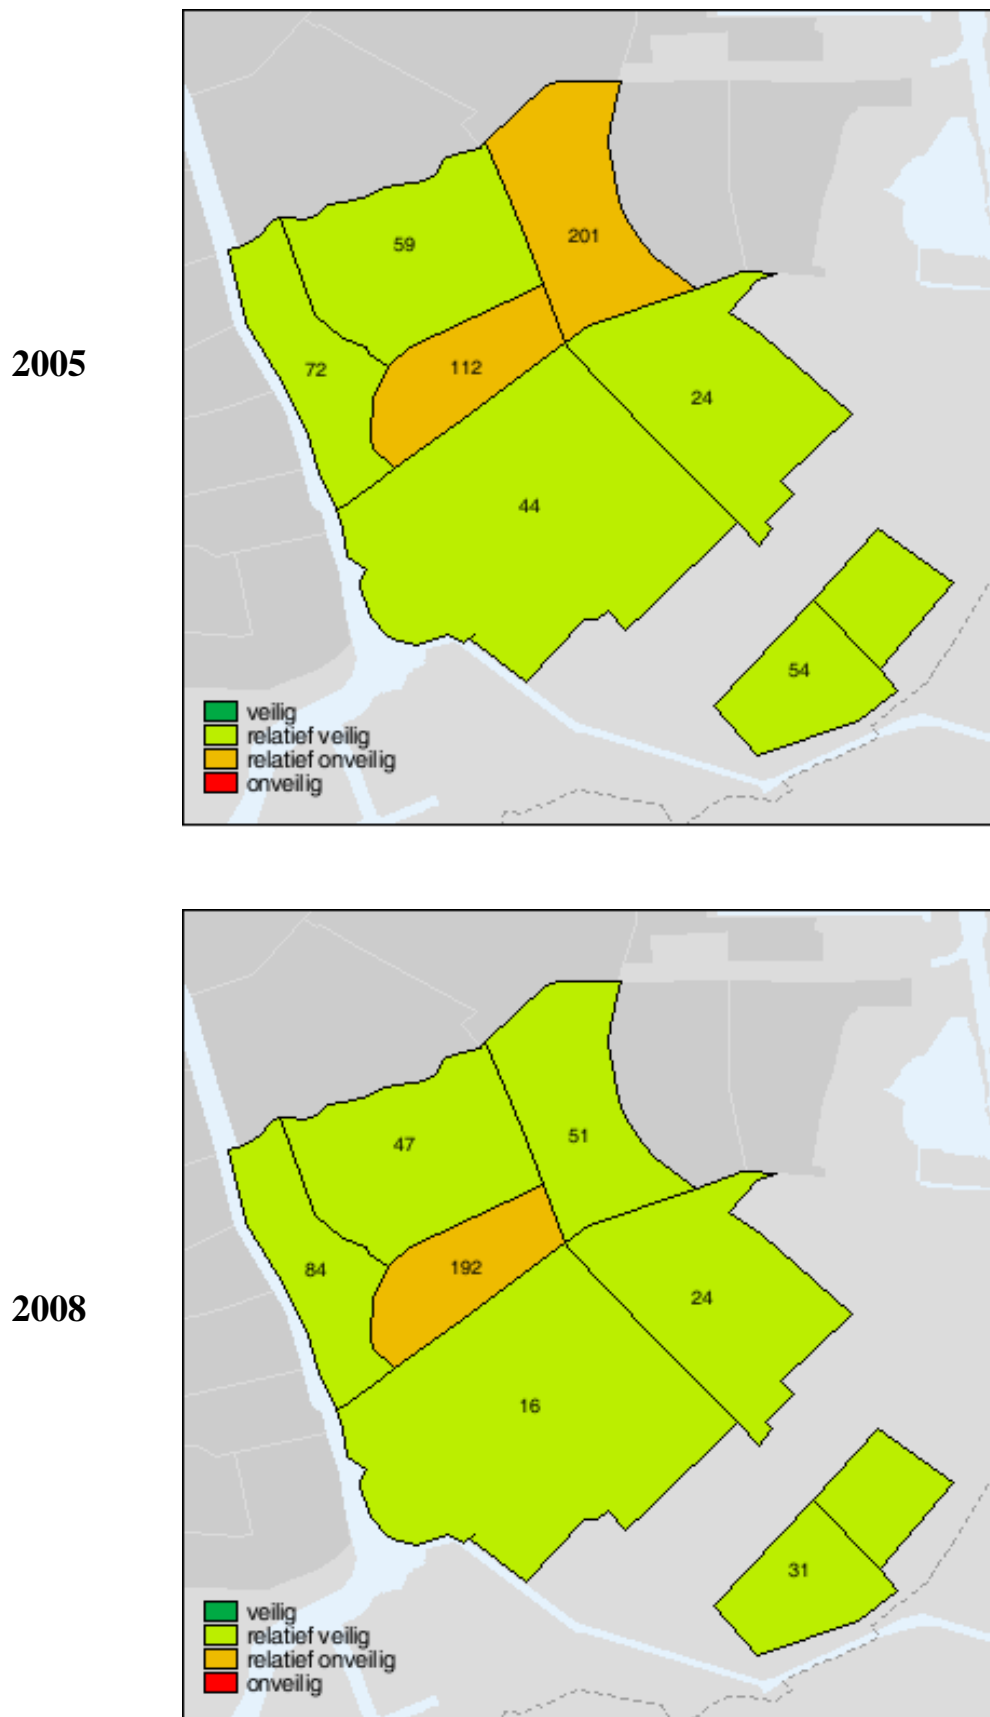 2005
201
59
112
72
24
44
54
veilig
relatief veilig
relatief onveilig
onveilig
2008
51
47
192
84
24
16
31
veilig
relatief veilig
relatief onveilig
onveilig